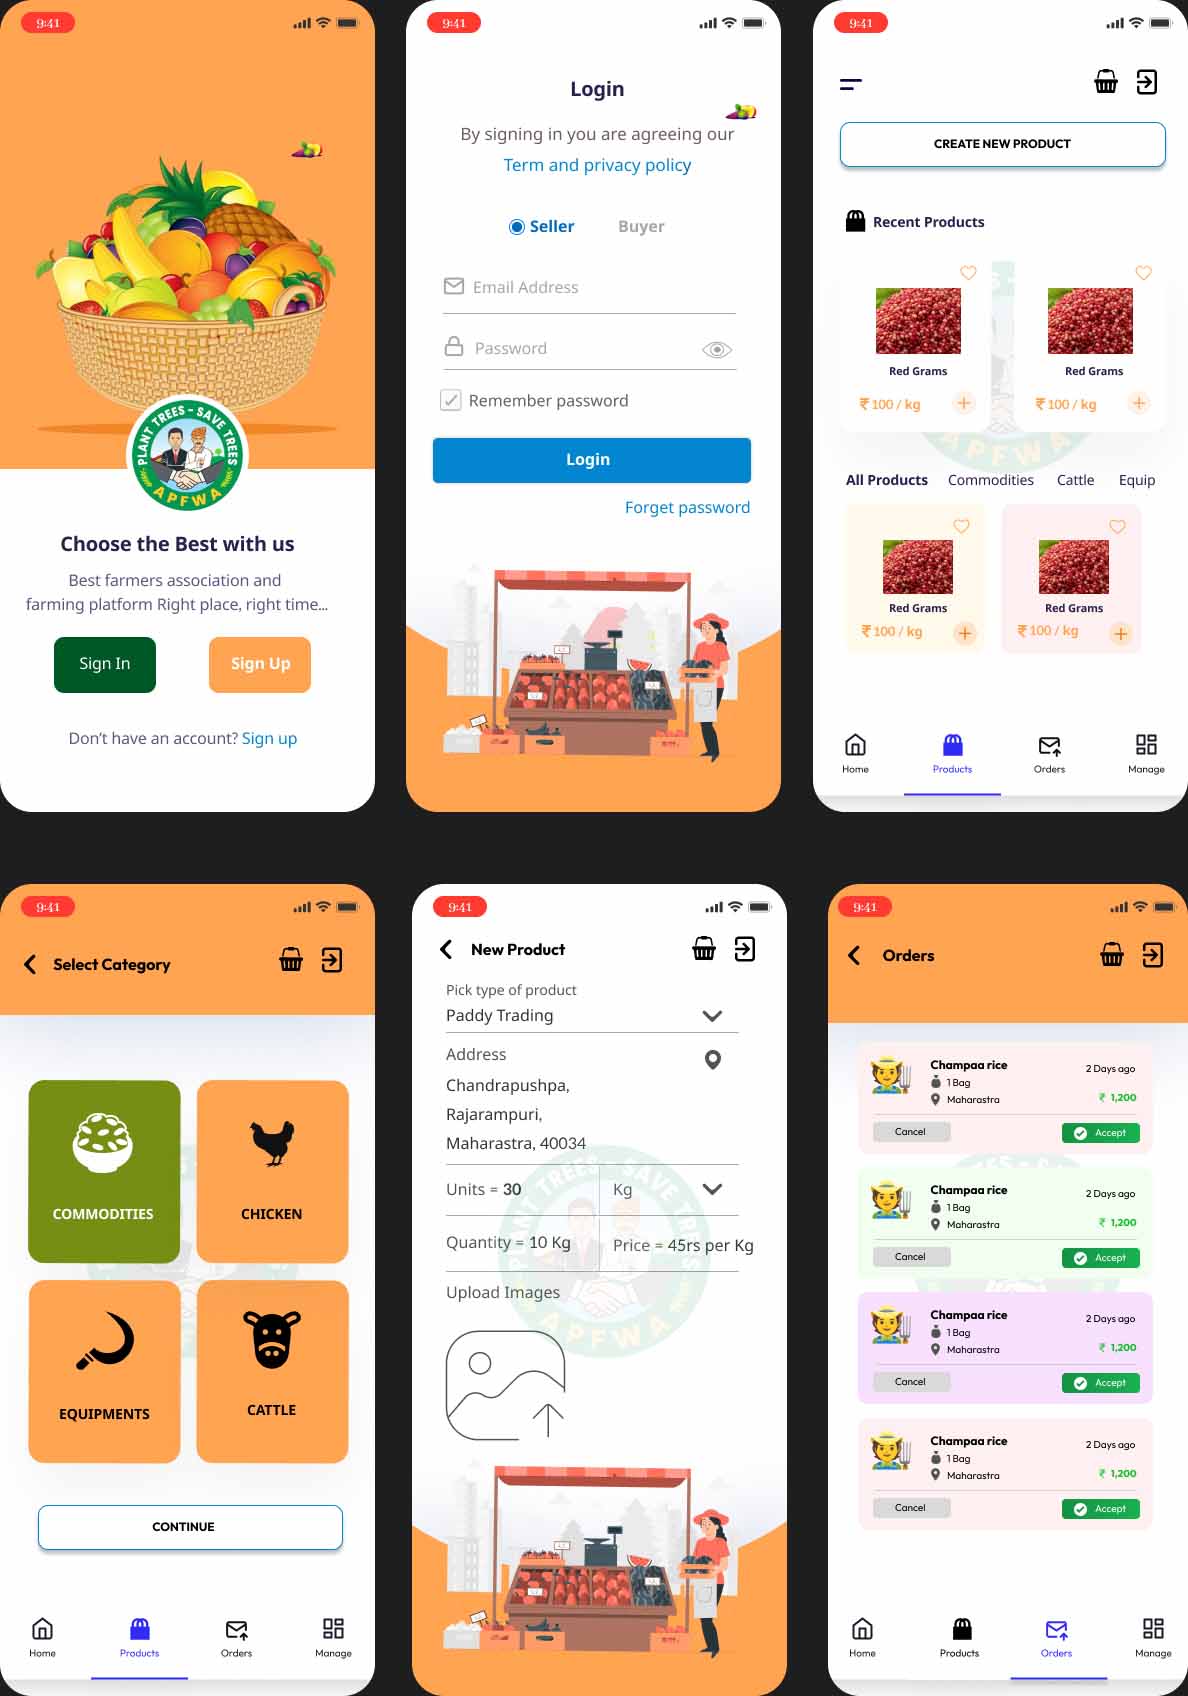 9:41
PLANT TREES - SAVE TREES
APFWA
Choose the Best with us
Best farmers association and
farming platform Right place, right time...
Sign In
Sign Up
Don't have an account? Sign up
9:41
Login
By signing in you are agreeing our
Term and privacy policy
Seller
Buyer
Email Address
Password
Remember password
Login
Forget password
9:41
CREATE NEW PRODUCT
Recent Products
Red Grams
Red Grams
₹ 100 / kg
₹ 100 / kg
APFWA
All Products
Commodities
Cattle
Equip
Red Grams
Red Grams
₹ 100 / kg
₹ 100 / kg
Home
Products
Orders
Manage
9:41
Select Category
COMMODITIES
CHICKEN
EQUIPMENTS
CATTLE
CONTINUE
Home
Products
Orders
Manage
9:41
New Product
Pick type of product
Paddy Trading
Address
Chandrapushpa,
Rajarampuri,
Maharastra, 40034
Units = 30
Kg
Quantity = 10 Kg
Price = 45rs per Kg
Upload Images
PLANT TREES - SAVE TREES
APFWA
9:41
Orders
Champaa rice
2 Days ago
1 Bag
Maharastra
₹ 1,200
Cancel
Accept
Champaa rice
2 Days ago
1 Bag
Maharastra
₹ 1,200
Cancel
Accept
Champaa rice
2 Days ago
1 Bag
Maharastra
₹ 1,200
Cancel
Accept
Champaa rice
2 Days ago
1 Bag
Maharastra
₹ 1,200
Cancel
Accept
Home
Products
Orders
Manage